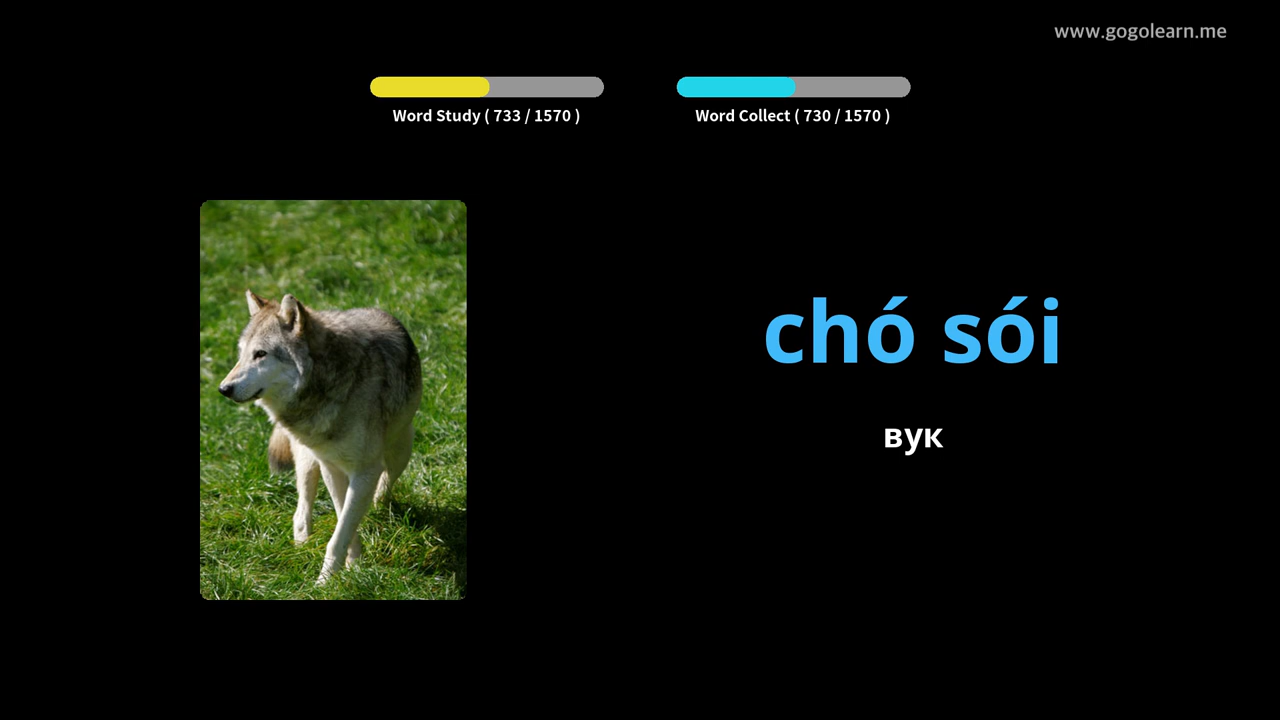 www.gogolearn.me
Word Study ( 733 / 1570 )
Word Collect ( 730 / 1570 )
chó sói
вук